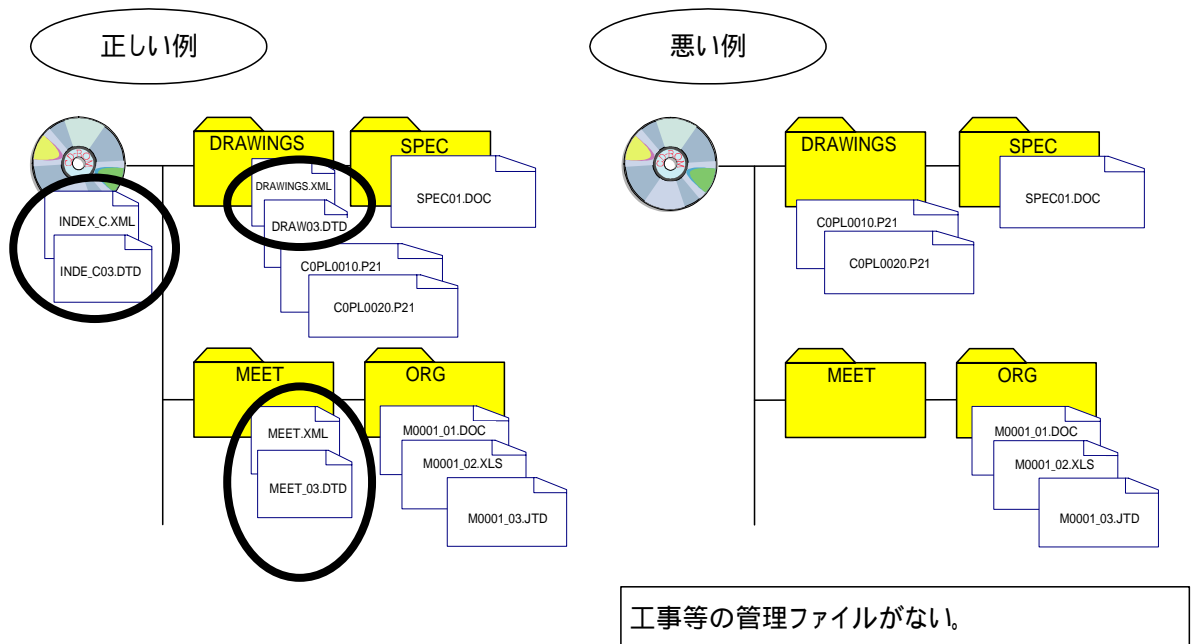 正しい例
悪い例
DRAWINGS
SPEC
DRAWINGS.XML
DRAW03.DTD
SPEC01.DOC
INDEX_C.XML
INDE_C03.DTD
C0PL0010.P21
C0PL0020.P21
MEET
ORG
MEET.XML
MEET_03.DTD
M0001_01.DOC
M0001_02.XLS
M0001_03.JTD
DRAWINGS
SPEC
SPEC01.DOC
C0PL0010.P21
C0PL0020.P21
MEET
ORG
M0001_01.DOC
M0001_02.XLS
M0001_03.JTD
工事等の管理ファイルがない。